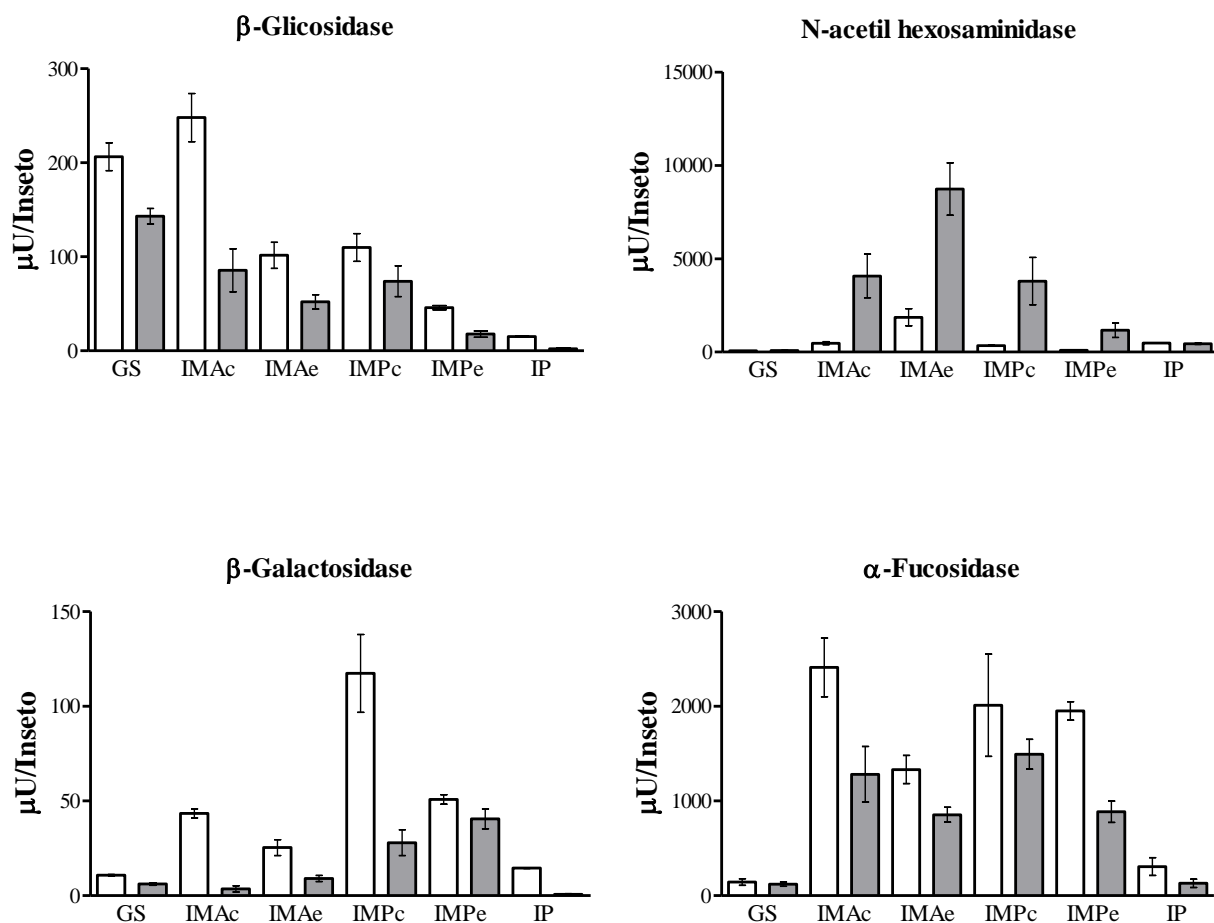 β-Glicosidase
µU/Inseto
300
200
100
0
GS IMAc IMAe IMPc IMPe IP
N-acetil hexosaminidase
µU/Inseto
15000
10000
5000
0
GS IMAc IMAe IMPc IMPe IP
β-Galactosidase
µU/Inseto
150
100
50
0
GS IMAc IMAe IMPc IMPe IP
α-Fucosidase
µU/Inseto
3000
2000
1000
0
GS IMAc IMAe IMPc IMPe IP